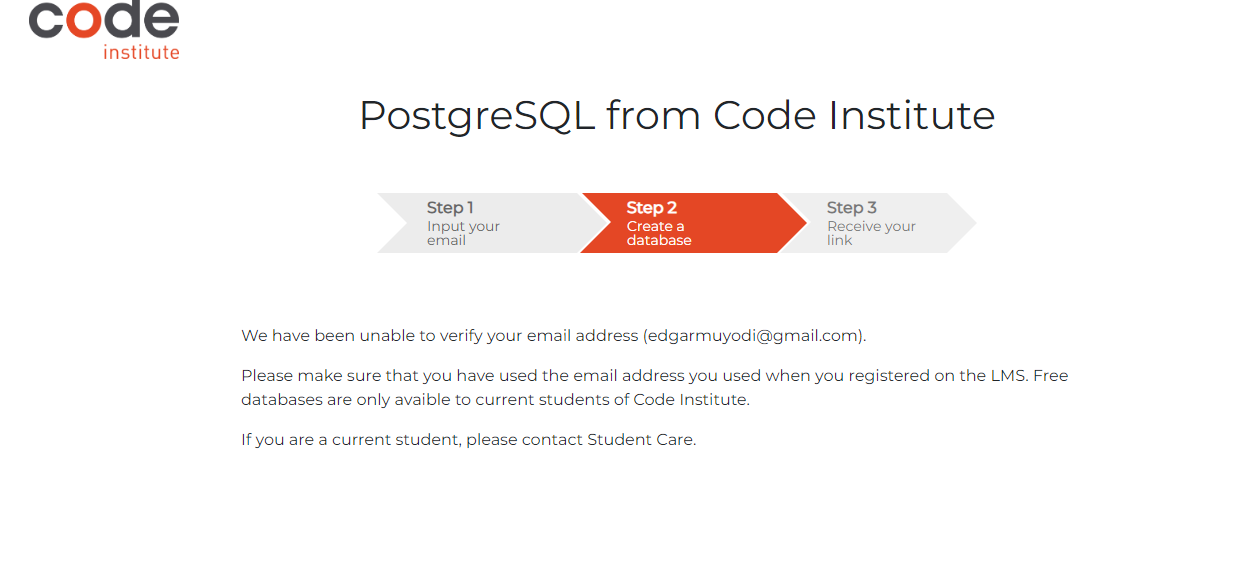 code
institute
PostgreSQL from Code Institute
Step 1
Input your
email
Step 2
Create a
database
Step 3
Receive your
link
We have been unable to verify your email address (edgarmuyodi@gmail.com).
Please make sure that you have used the email address you used when you registered on the LMS. Free
databases are only avaible to current students of Code Institute.
If you are a current student, please contact Student Care.